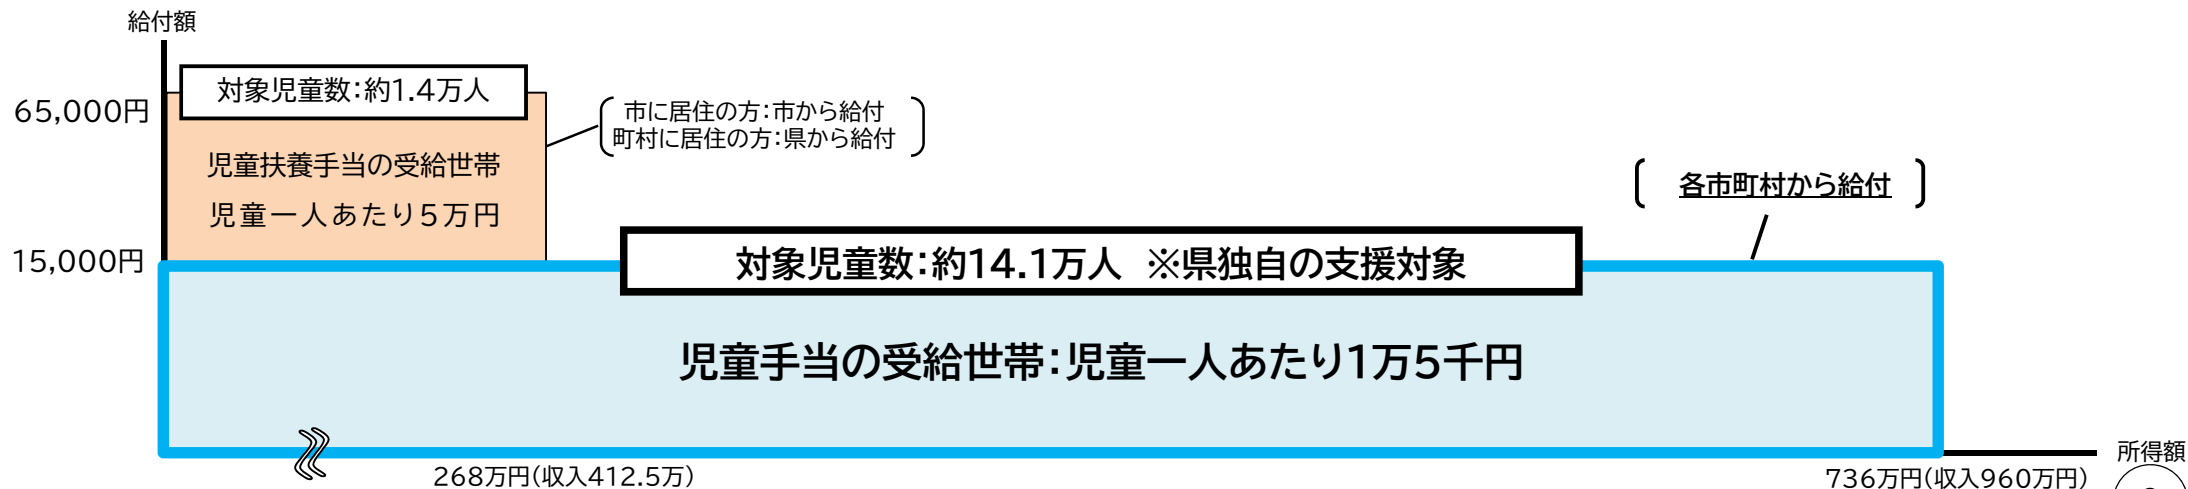 給付額
対象児童数：約1.4万人
65,000円
市に居住の方：市から給付
町村に居住の方：県から給付
児童扶養手当の受給世帯
児童一人あたり5万円
各市町村から給付
15,000円
対象児童数：約14.1万人 ※県独自の支援対象
児童手当の受給世帯：児童一人あたり1万5千円
所得額
268万円(収入412.5万)
736万円(収入960万円)